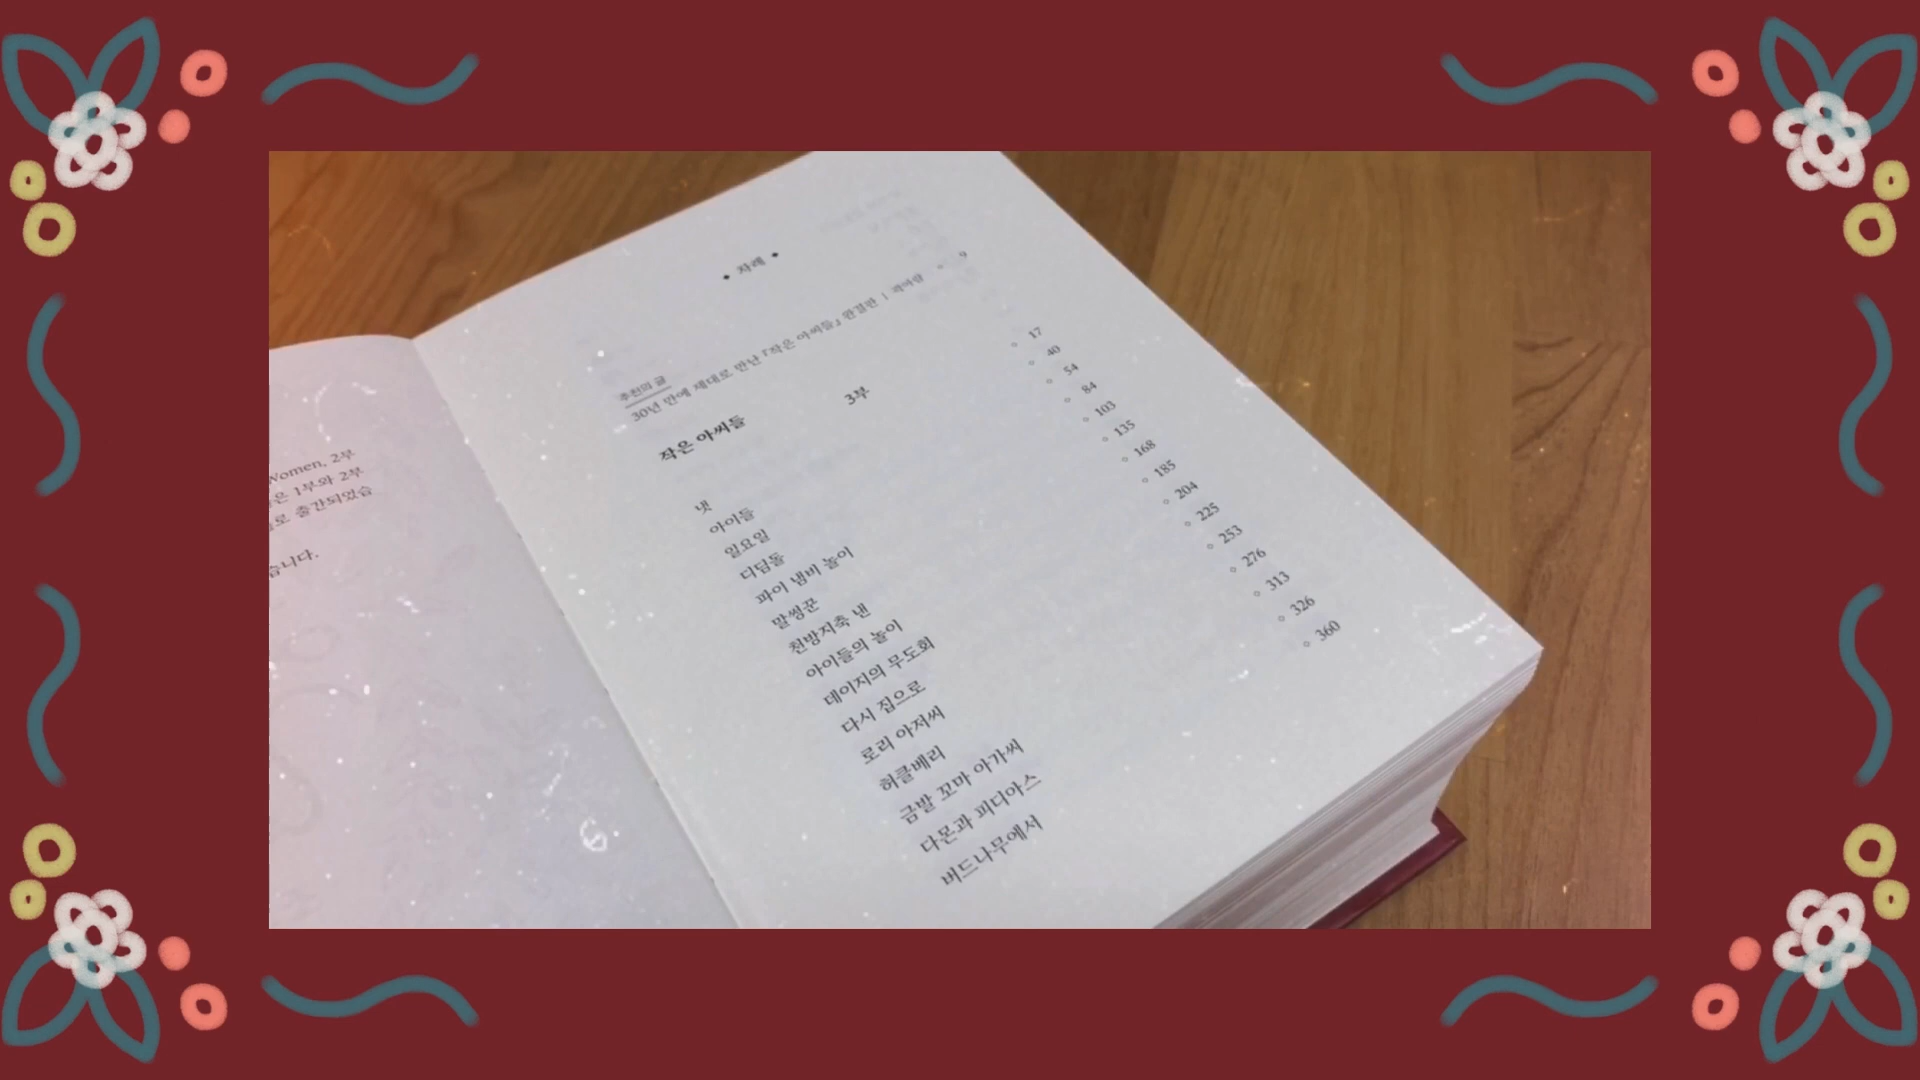 Women, 2부
은 1부와 2부
로 출간되었습
습니다.
• 차례 •
추천의 글
30년 만에 제대로 만난 『작은 아씨들』 완결판 | 곽아람 ◦ 9
작은 아씨들 3부
냇 ◦ 17
아이들 ◦ 40
일요일 ◦ 54
디딤돌 ◦ 84
파이 냄비 놀이 ◦ 103
말썽꾼 ◦ 135
천방지축 낸 ◦ 168
아이들의 놀이 ◦ 185
데이지의 무도회 ◦ 204
다시 집으로 ◦ 225
로리 아저씨 ◦ 253
허클베리 ◦ 276
금발 꼬마 아가씨 ◦ 313
다몬과 피디아스 ◦ 326
버드나무에서 ◦ 360